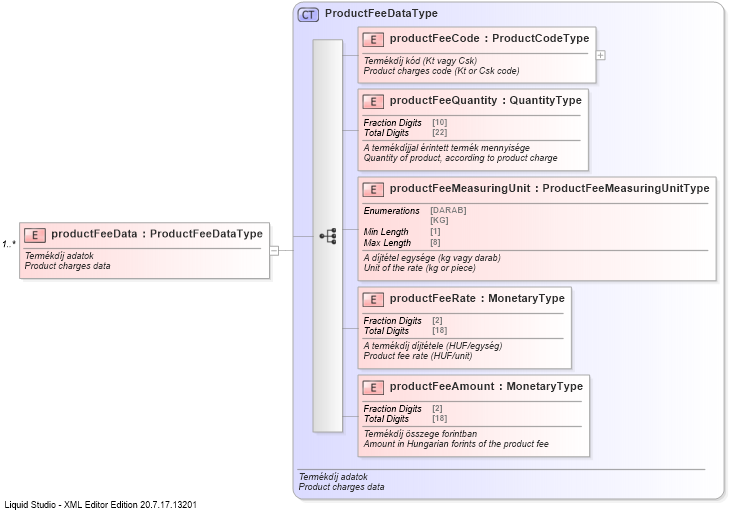 CT ProductFeeDataType
E productFeeCode : ProductCodeType
Termékdíj kód (Kt vagy Csk)
Product charges code (Kt or Csk code)
E productFeeQuantity : QuantityType
Fraction Digits [10]
Total Digits [22]
A termékdíjjal érintett termék mennyisége
Quantity of product, according to product charge
E productFeeMeasuringUnit : ProductFeeMeasuringUnitType
Enumerations [DARAB]
[KG]
Min Length [1]
Max Length [8]
A díjtétel egysége (kg vagy darab)
Unit of the rate (kg or piece)
1..*
E productFeeData : ProductFeeDataType
Termékdíj adatok
Product charges data
E productFeeRate : MonetaryType
Fraction Digits [2]
Total Digits [18]
A termékdíj díjtétele (HUF/egység)
Product fee rate (HUF/unit)
E productFeeAmount : MonetaryType
Fraction Digits [2]
Total Digits [18]
Termékdíj összege forintban
Amount in Hungarian forints of the product fee
Termékdíj adatok
Product charges data
Liquid Studio - XML Editor Edition 20.7.17.13201